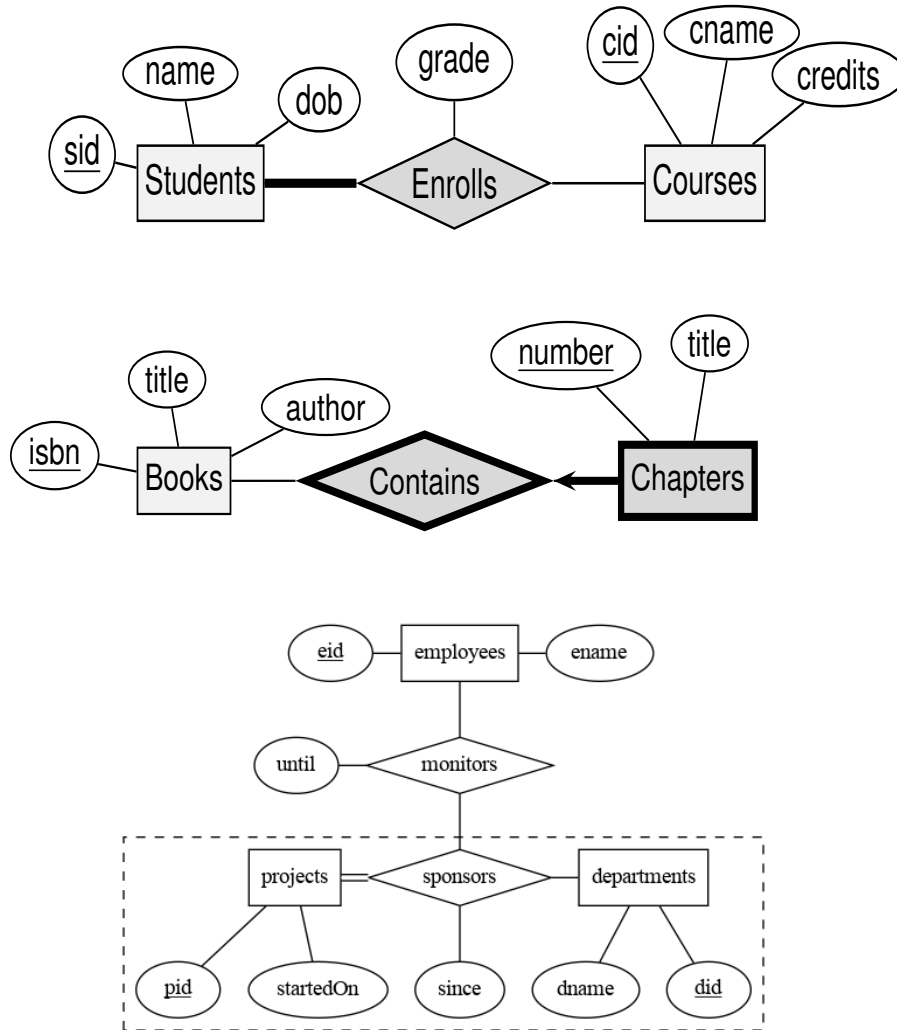 name
dob
sid
Students
grade
Enrolls
cid
cname
credits
Courses
title
author
isbn
Books
Contains
number
title
Chapters
eid
employees
ename
until
monitors
projects
sponsors
departments
pid
startedOn
since
dname
did